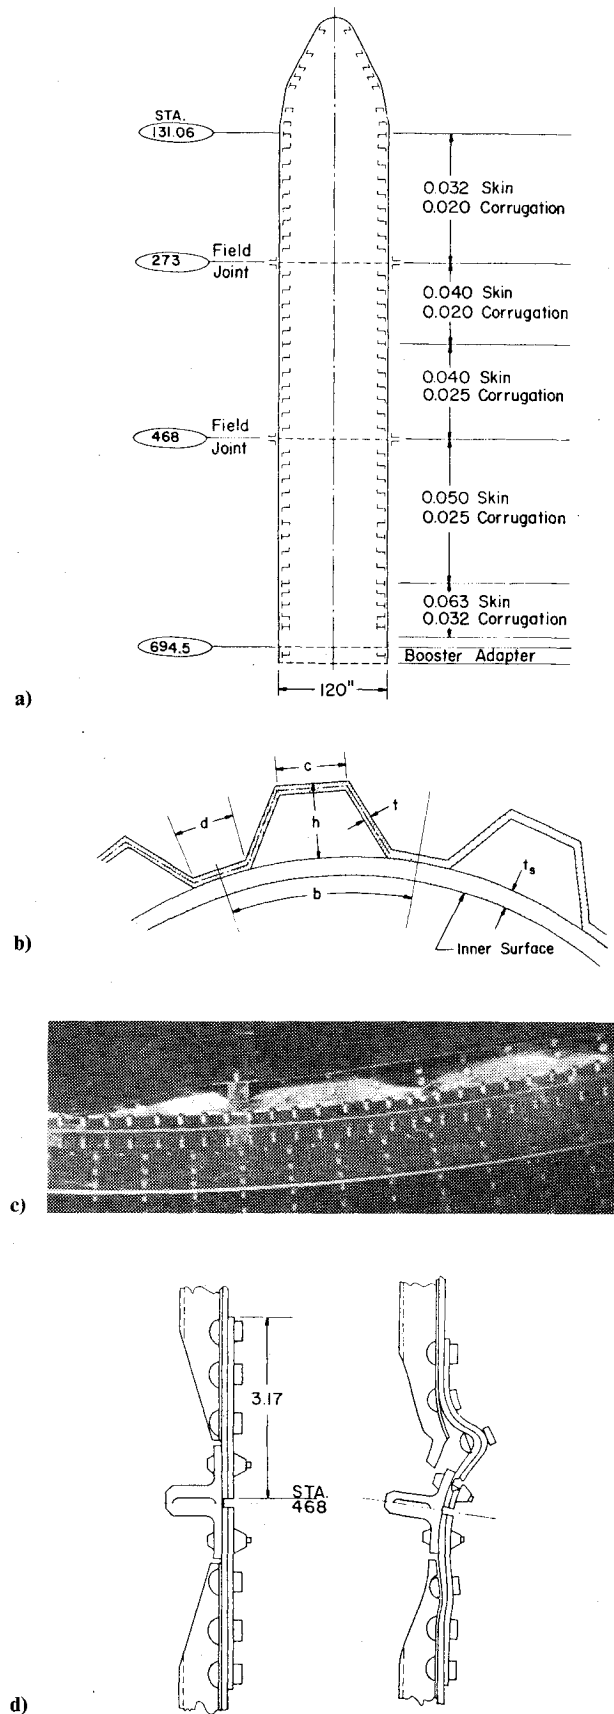 STA.
131.06
0.032 Skin
0.020 Corrugation
273
Field
Joint
0.040 Skin
0.020 Corrugation
0.040 Skin
0.025 Corrugation
468
Field
Joint
0.050 Skin
0.025 Corrugation
0.063 Skin
0.032 Corrugation
694.5
Booster Adapter
120"
a)
c
d
h
t
b
ts
Inner Surface
b)
c)
3.17
STA.
468
d)